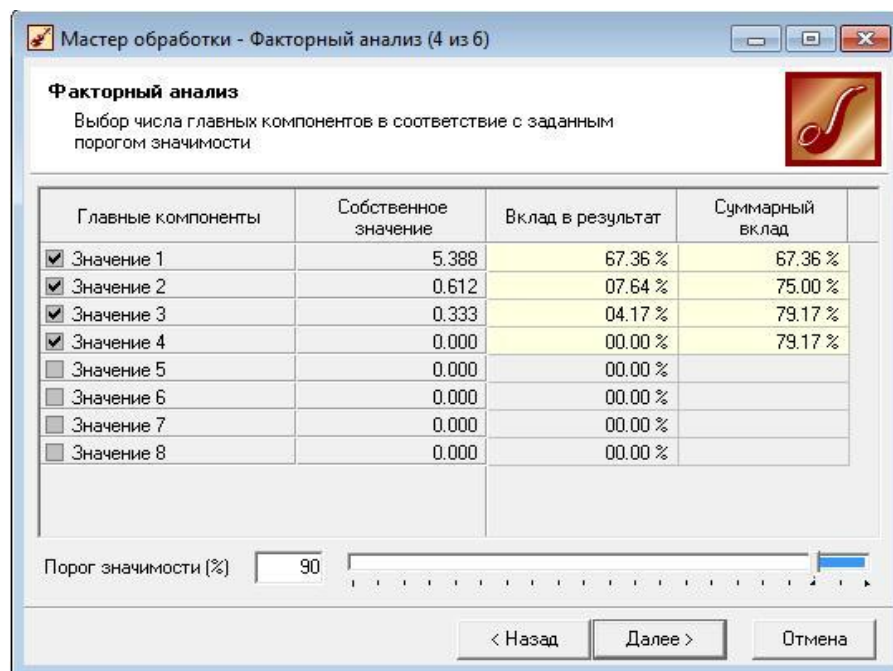 Мастер обработки - Факторный анализ (4 из 6)
Факторный анализ
Выбор числа главных компонентов в соответствие с заданным
порогом значимости
Главные компоненты Собственное значение Вклад в результат Суммарный вклад
Значение 1 5.388 67.36 % 67.36 %
Значение 2 0.612 07.64 % 75.00 %
Значение 3 0.333 04.17 % 79.17 %
Значение 4 0.000 00.00 % 79.17 %
Значение 5 0.000 00.00 %
Значение 6 0.000 00.00 %
Значение 7 0.000 00.00 %
Значение 8 0.000 00.00 %
Порог значимости (%) 90
< Назад Далее > Отмена